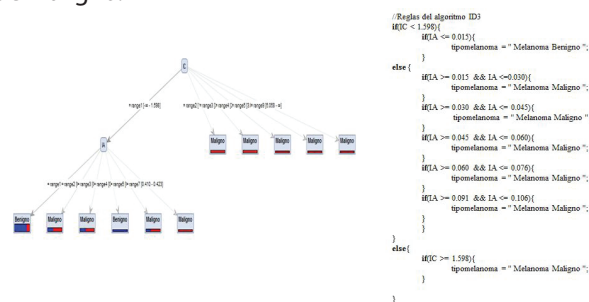 //Reglas del algoritmo ID3
if(IC < 1.598){
if(IA <= 0.015){
tipomelanoma = " Melanoma Benigno ";
}
else {
if(IA >= 0.015 && IA <=0.030){
tipomelanoma = " Melanoma Maligno ";
}
if(IA >= 0.030 && IA <= 0.045){
tipomelanoma = " Melanoma Maligno "
}
if(IA >= 0.045 && IA <= 0.060){
tipomelanoma = " Melanoma Maligno ";
}
if(IA >= 0.060 && IA <= 0.076){
tipomelanoma = " Melanoma Maligno ";
}
if(IA >= 0.091 && IA <= 0.106){
tipomelanoma = " Melanoma Maligno ";
}
}
}
else{
if(IC >= 1.598){
tipomelanoma = " Melanoma Maligno ";
}
}
Maligno Maligno Maligno Maligno Maligno
Benigno Maligno Maligno Benigno Maligno Maligno